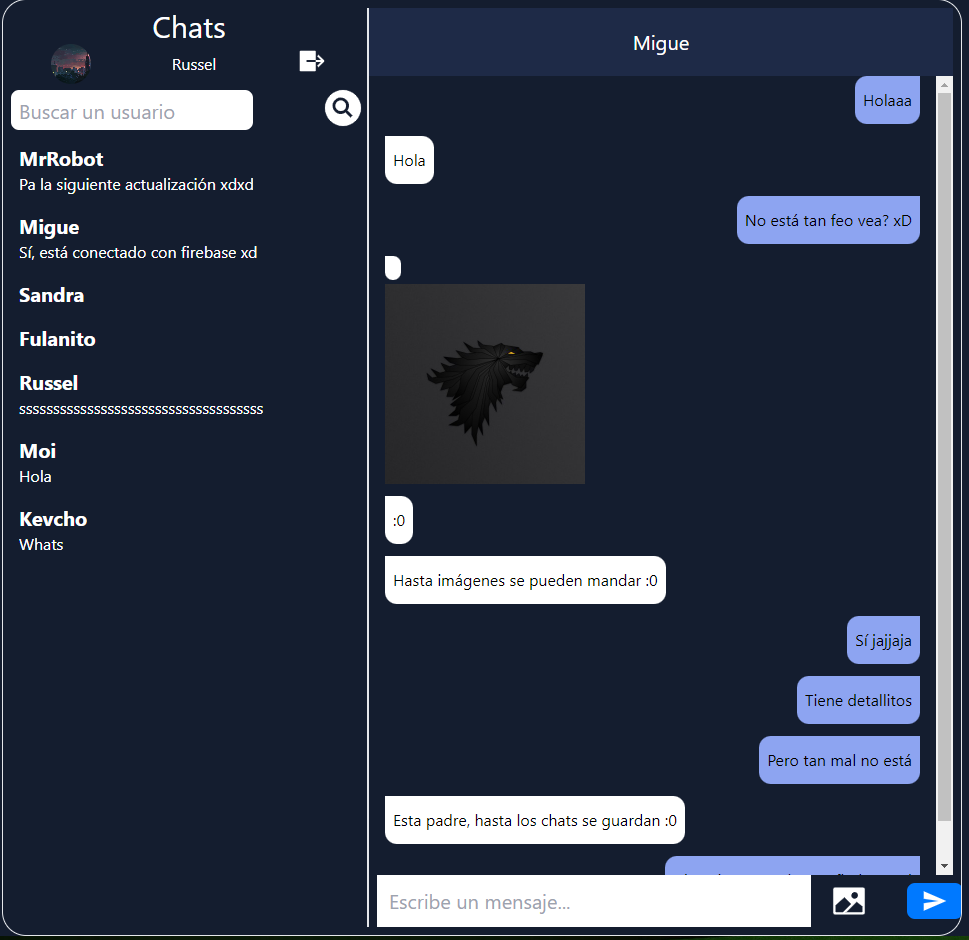 Chats
Russel
Buscar un usuario
MrRobot
Pa la siguiente actualización xdxd
Migue
Sí, está conectado con firebase xd
Sandra
Fulanito
Russel
ssssssssssssssssssssssssssssssssssss
Moi
Hola
Kevcho
Whats
Migue
Holaaa
Hola
No está tan feo vea? xD
:0
Hasta imágenes se pueden mandar :0
Sí jajjaja
Tiene detallitos
Pero tan mal no está
Esta padre, hasta los chats se guardan :0
Escribe un mensaje...